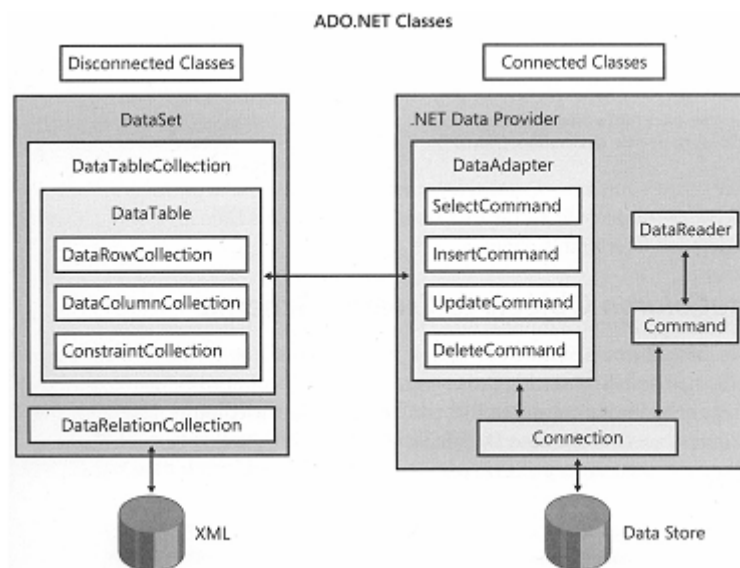 ADO.NET Classes
Disconnected Classes
Connected Classes
DataSet
DataTableCollection
DataTable
DataRowCollection
DataColumnCollection
ConstraintCollection
DataRelationCollection
XML
.NET Data Provider
DataAdapter
SelectCommand
InsertCommand
UpdateCommand
DeleteCommand
DataReader
Command
Connection
Data Store